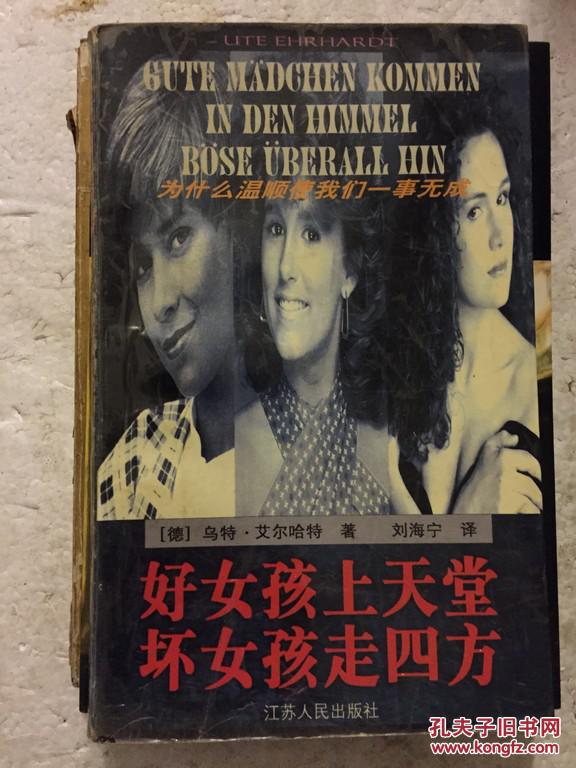 UTE EHRHARDT
GUTE MÄDCHEN KOMMEN
IN DEN HIMMEL
BÖSE ÜBERALL HIN
为什么温顺使我们一事无成
[德] 乌特·艾尔哈特 著 刘海宁 译
好女孩上天堂
坏女孩走四方
江苏人民出版社
孔夫子旧书网
www.kongfz.com